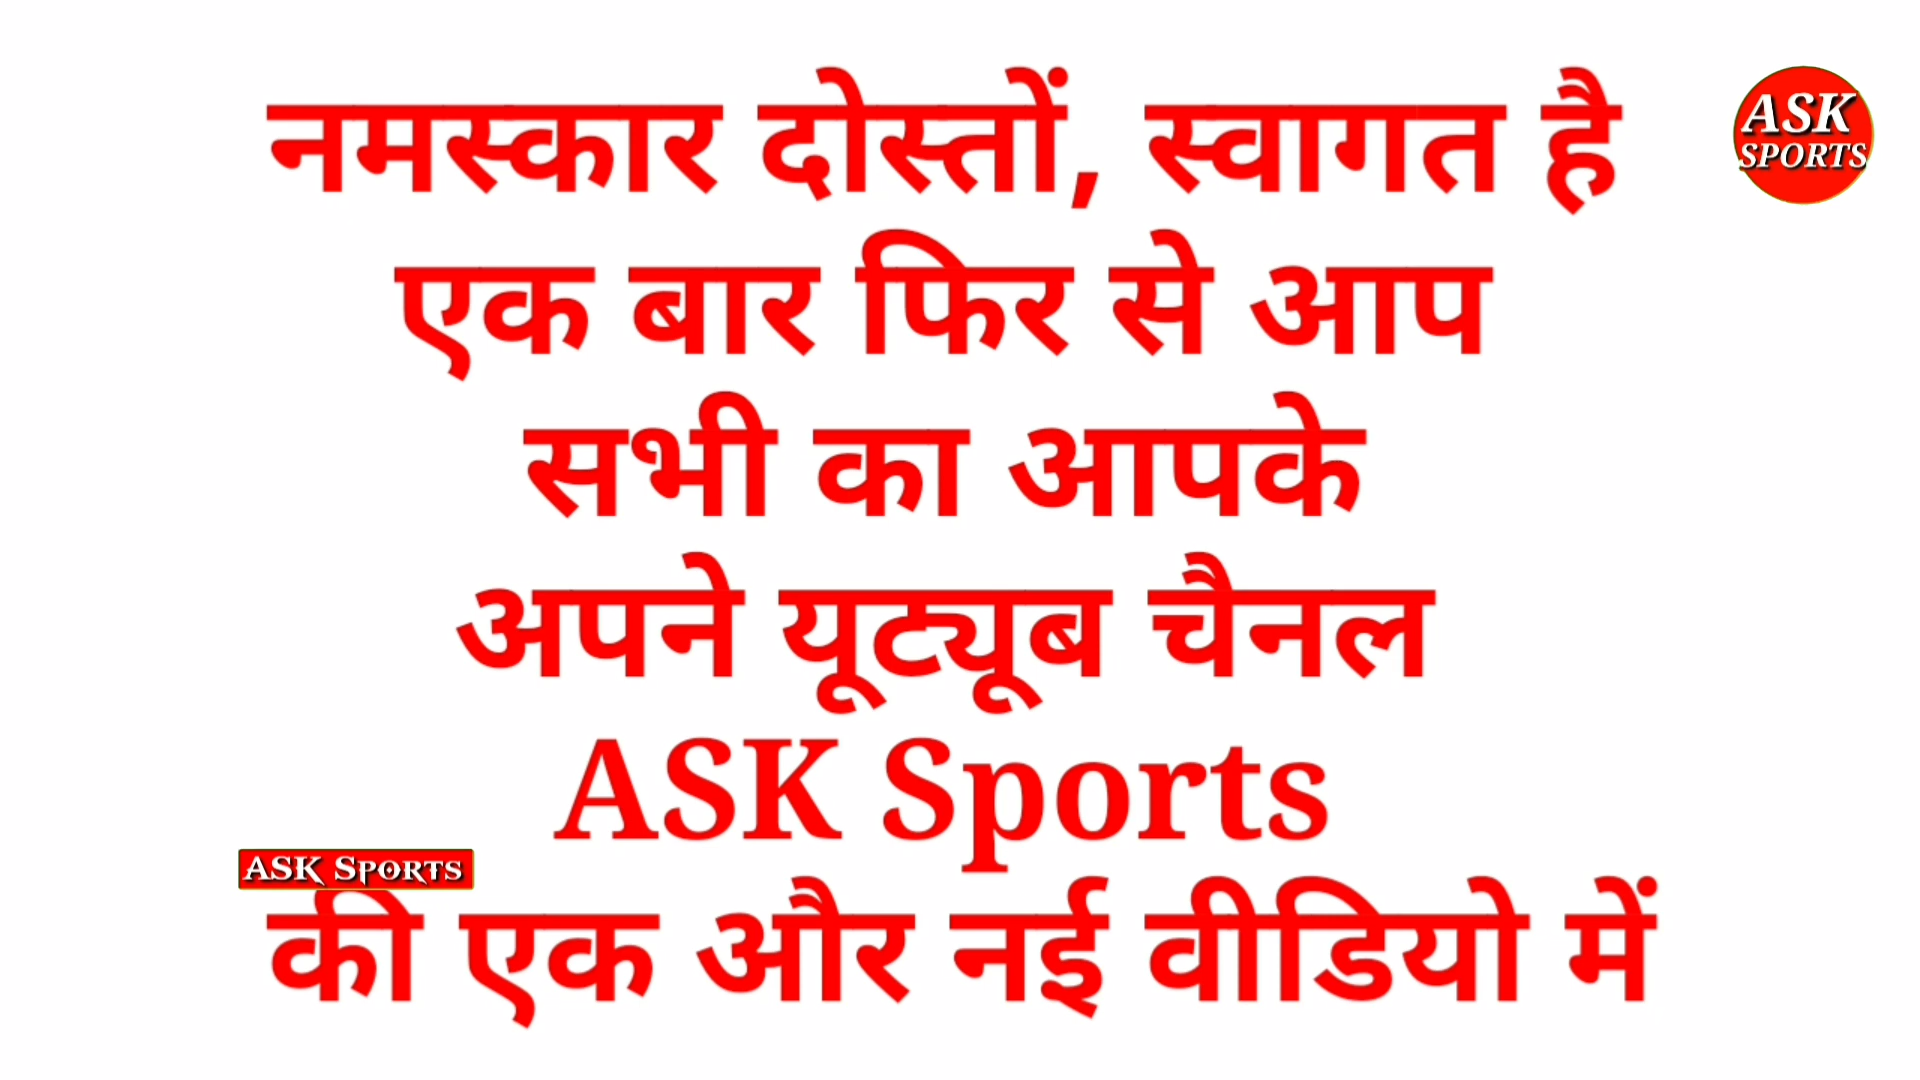 नमस्कार दोस्तों, स्वागत है
एक बार फिर से आप
सभी का आपके
अपने यूट्यूब चैनल
ASK Sports
की एक और नई वीडियो में
ASK
SPORTS
ASK SPORTS